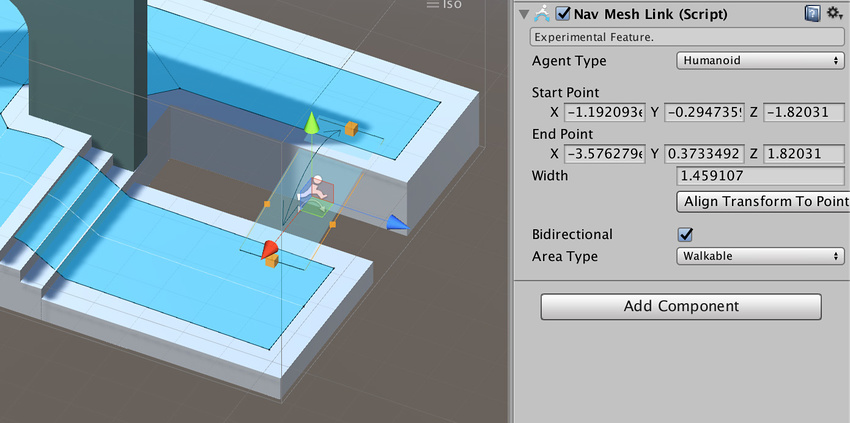 Iso
Nav Mesh Link (Script)
Experimental Feature.
Agent Type Humanoid
Start Point
X -1.192093e Y -0.294735 Z -1.82031
End Point
X -3.576279e Y 0.3733492 Z 1.82031
Width 1.459107
Align Transform To Point
Bidirectional
Area Type Walkable
Add Component